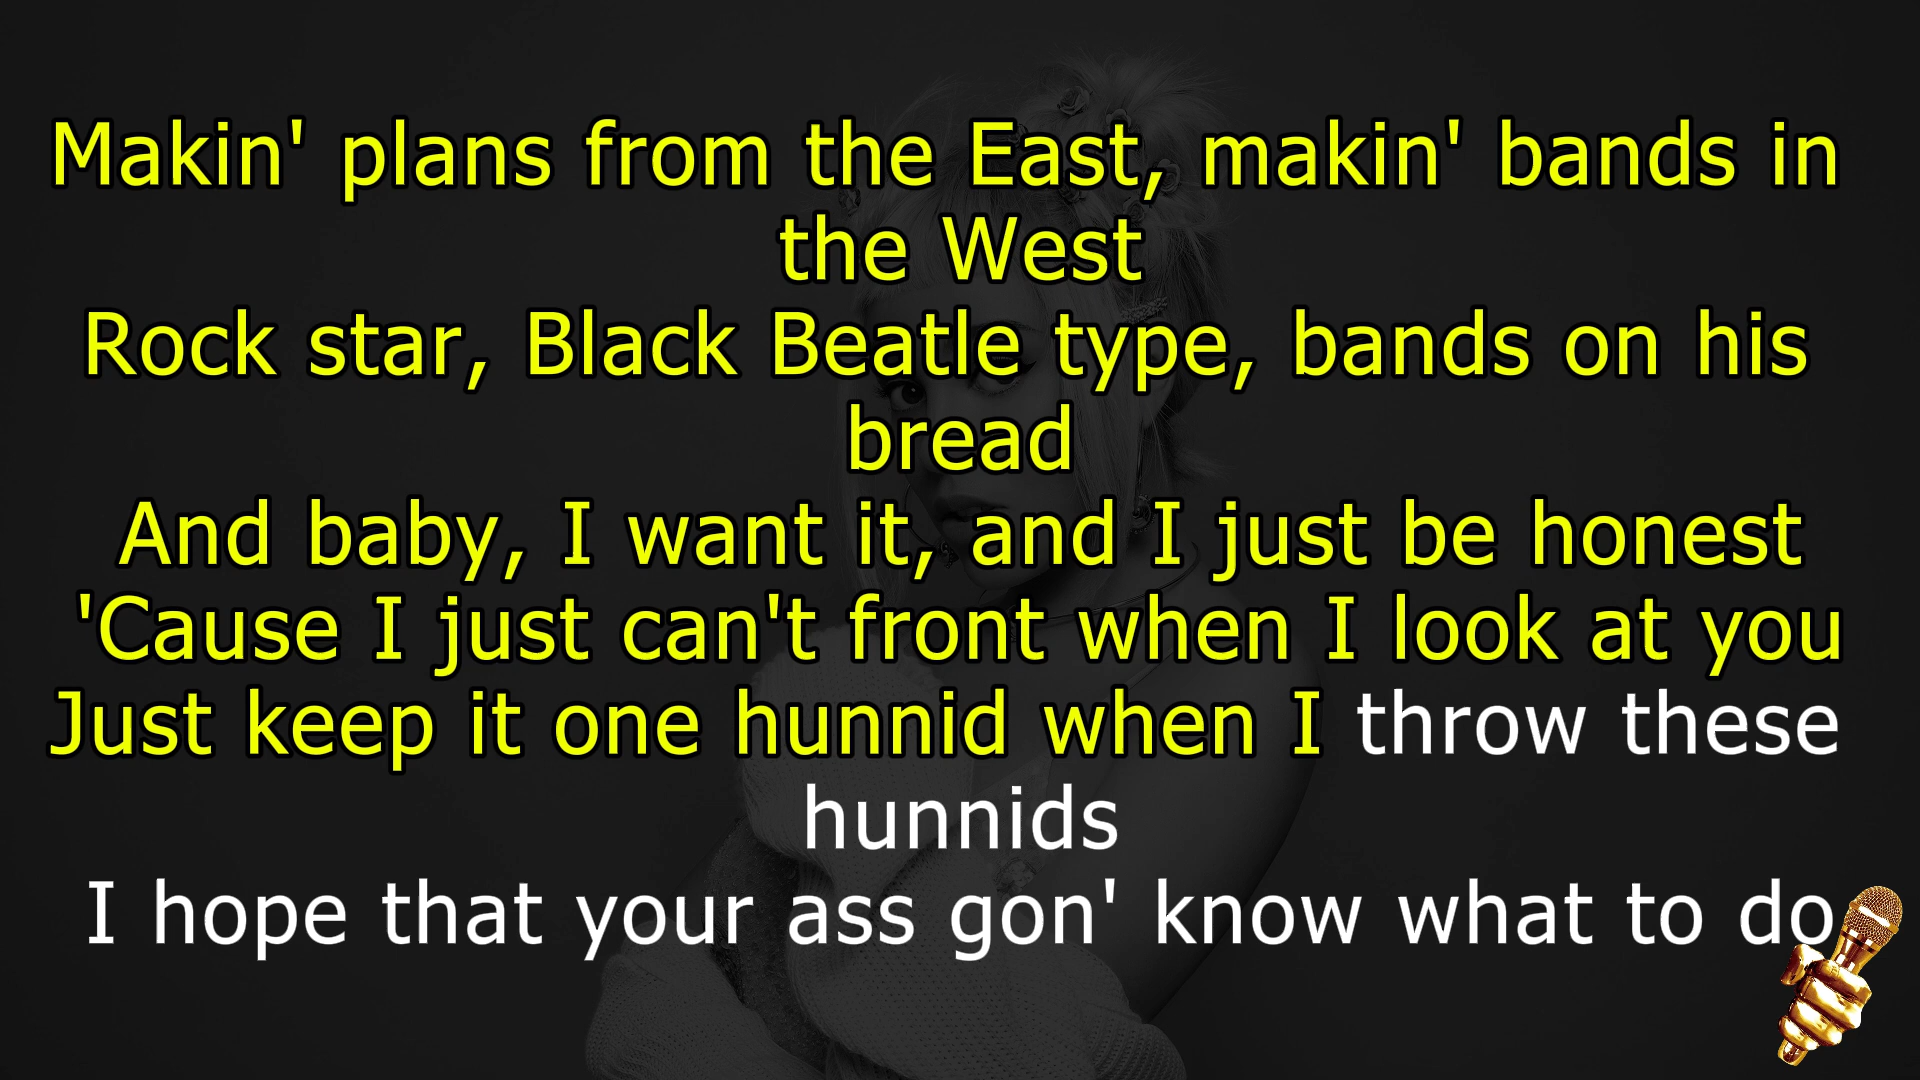 Makin' plans from the East, makin' bands in
the West
Rock star, Black Beatle type, bands on his
bread
And baby, I want it, and I just be honest
'Cause I just can't front when I look at you
Just keep it one hunnid when I throw these
hunnids
I hope that your ass gon' know what to do